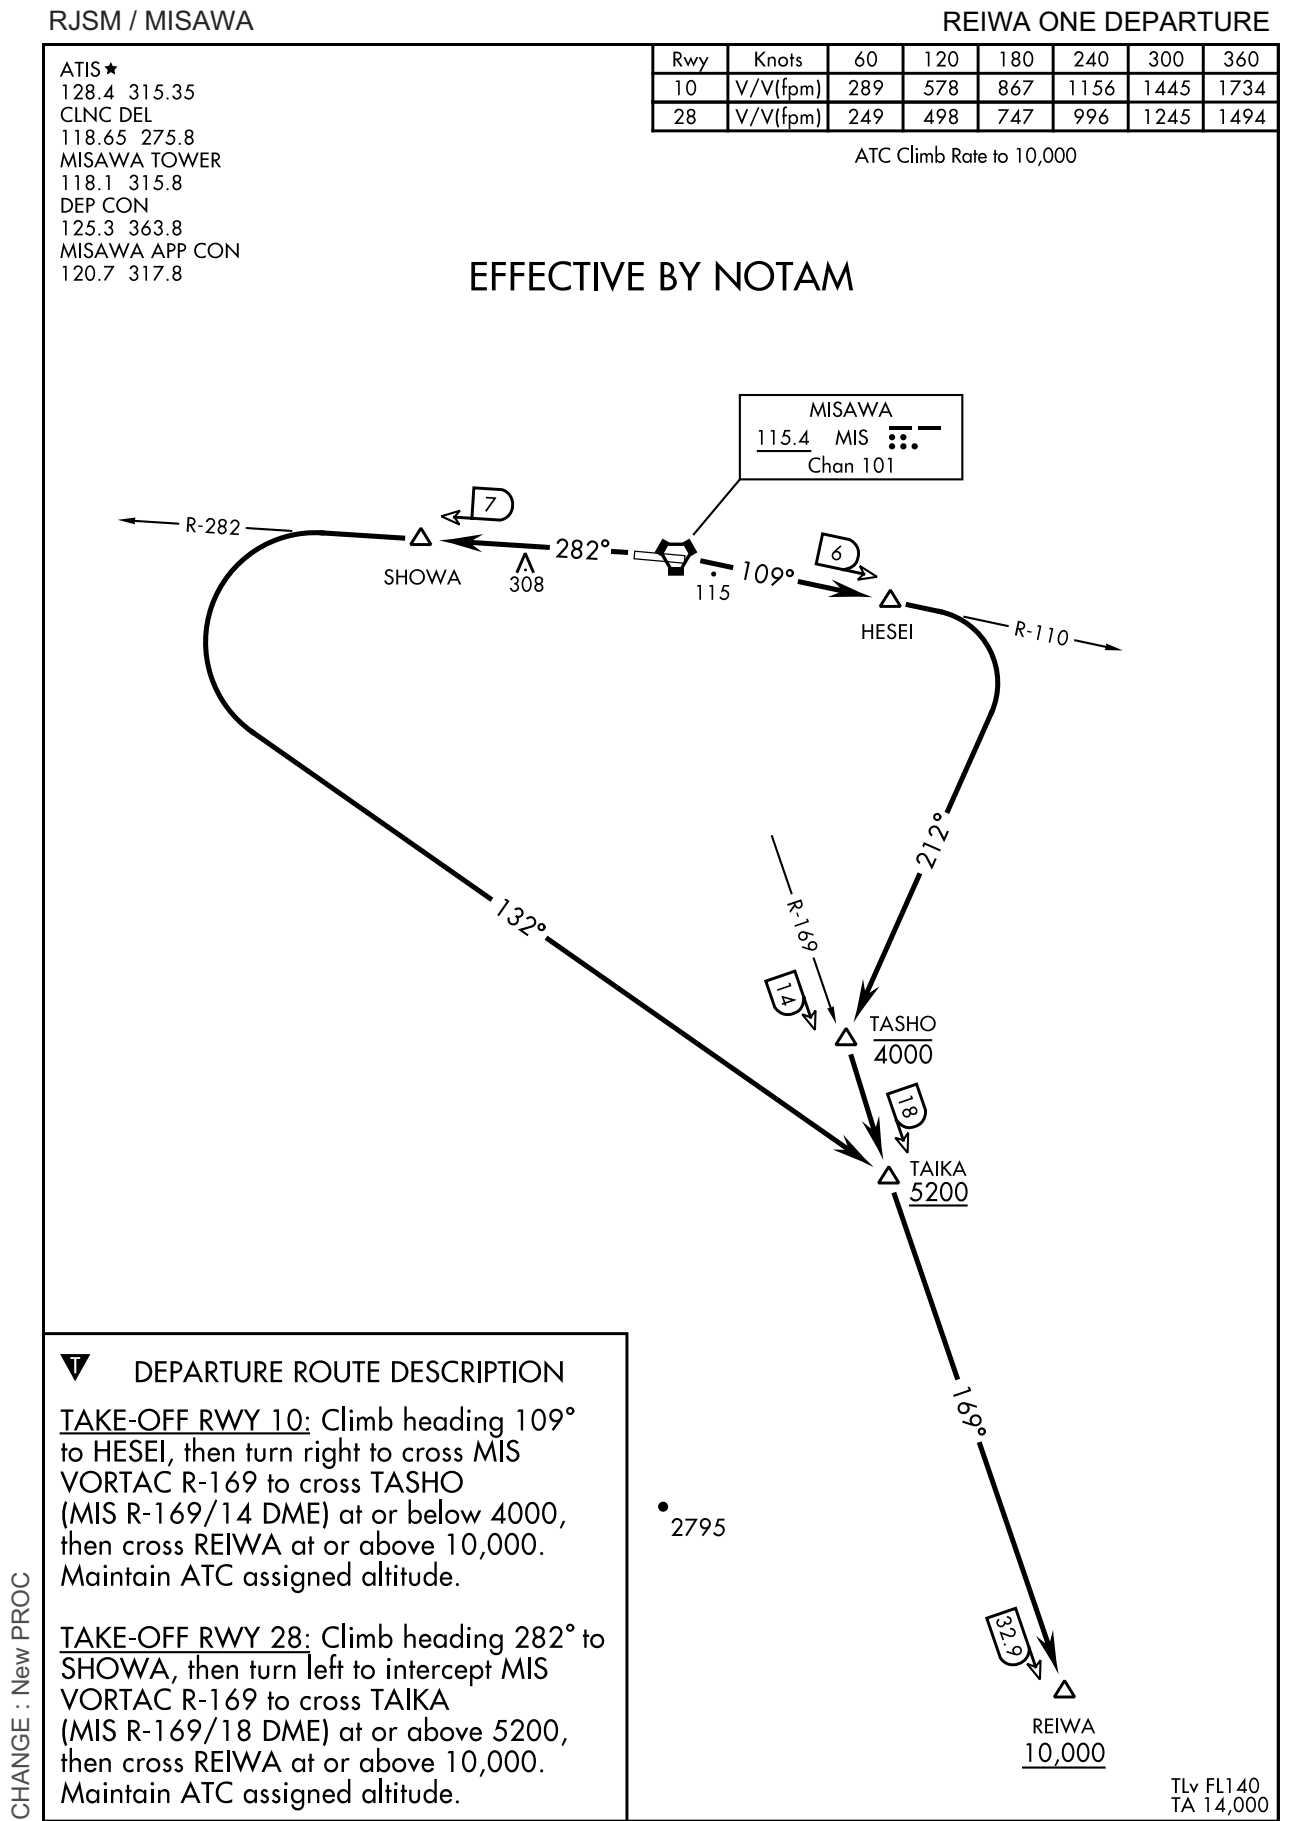 RJSM / MISAWA
REIWA ONE DEPARTURE
ATIS★
128.4 315.35
CLNC DEL
118.65 275.8
MISAWA TOWER
118.1 315.8
DEP CON
125.3 363.8
MISAWA APP CON
120.7 317.8
Rwy Knots 60 120 180 240 300 360
10 V/V(fpm) 289 578 867 1156 1445 1734
28 V/V(fpm) 249 498 747 996 1245 1494
ATC Climb Rate to 10,000
EFFECTIVE BY NOTAM
MISAWA
115.4 MIS
Chan 101
7
R-282
282°
SHOWA
308
115
109°
6
HESEI
R-110
212°
132°
R-169
14
TASHO
4000
18
TAIKA
5200
169°
2795
32.9
REIWA
10,000
TLv FL140
TA 14,000
T
DEPARTURE ROUTE DESCRIPTION
TAKE-OFF RWY 10: Climb heading 109°
to HESEI, then turn right to cross MIS
VORTAC R-169 to cross TASHO
(MIS R-169/14 DME) at or below 4000,
then cross REIWA at or above 10,000.
Maintain ATC assigned altitude.
TAKE-OFF RWY 28: Climb heading 282° to
SHOWA, then turn left to intercept MIS
VORTAC R-169 to cross TAIKA
(MIS R-169/18 DME) at or above 5200,
then cross REIWA at or above 10,000.
Maintain ATC assigned altitude.
CHANGE : New PROC